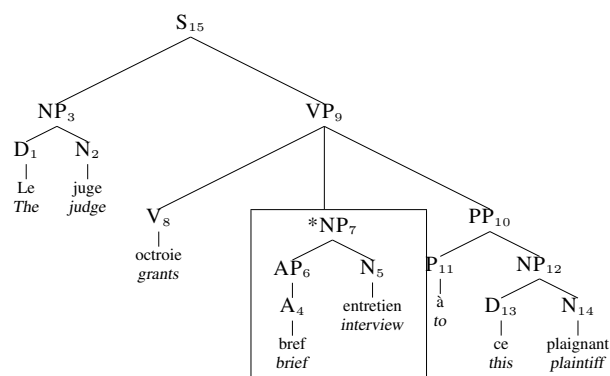 S₁₅
NP₃ VP₉
D₁ N₂ V₈ *NP₇ PP₁₀
Le juge octroie AP₆ N₅ P₁₁ NP₁₂
The judge grants A₄ entretien à D₁₃ N₁₄
bref interview to ce plaignant
brief this plaintiff